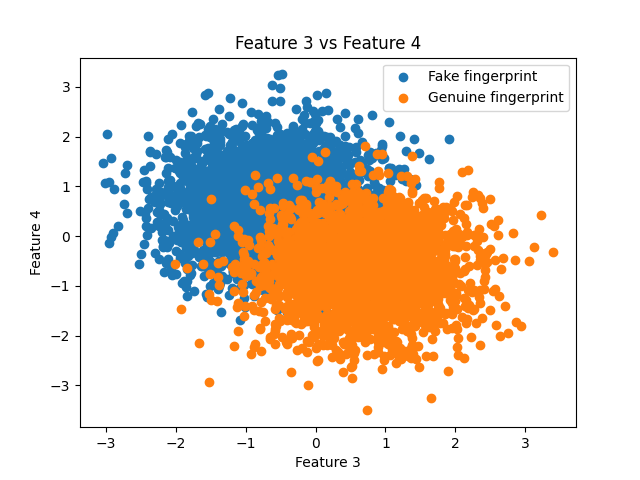 Feature 3 vs Feature 4
Fake fingerprint
Genuine fingerprint
Feature 4
3
2
1
0
−1
−2
−3
−3 −2 −1 0 1 2 3
Feature 3